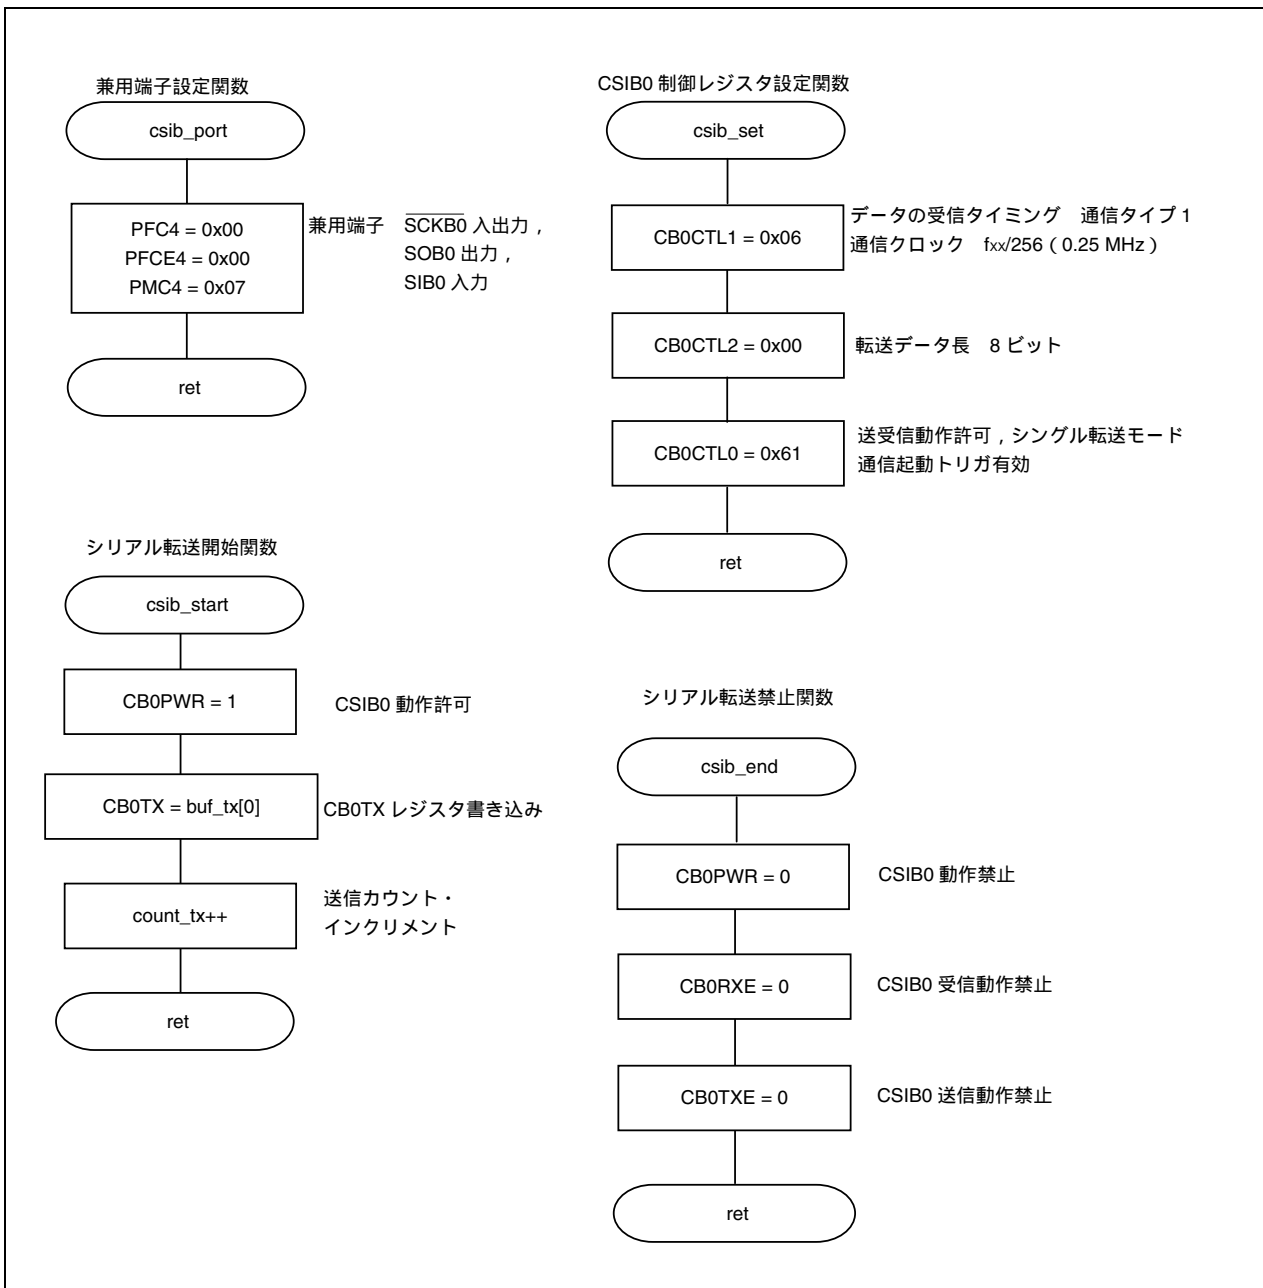 兼用端子設定関数
csib_port
PFC4 = 0x00
PFCE4 = 0x00
PMC4 = 0x07
兼用端子　SCKB0 入出力，
SOB0 出力，
SIB0 入力
ret
CSIB0 制御レジスタ設定関数
csib_set
CB0CTL1 = 0x06
データの受信タイミング　通信タイプ 1
通信クロック　fxx/256（0.25 MHz）
CB0CTL2 = 0x00
転送データ長　8 ビット
CB0CTL0 = 0x61
送受信動作許可，シングル転送モード
通信起動トリガ有効
ret
シリアル転送開始関数
csib_start
CB0PWR = 1
CSIB0 動作許可
CB0TX = buf_tx[0]
CB0TX レジスタ書き込み
count_tx++
送信カウント・
インクリメント
ret
シリアル転送禁止関数
csib_end
CB0PWR = 0
CSIB0 動作禁止
CB0RXE = 0
CSIB0 受信動作禁止
CB0TXE = 0
CSIB0 送信動作禁止
ret